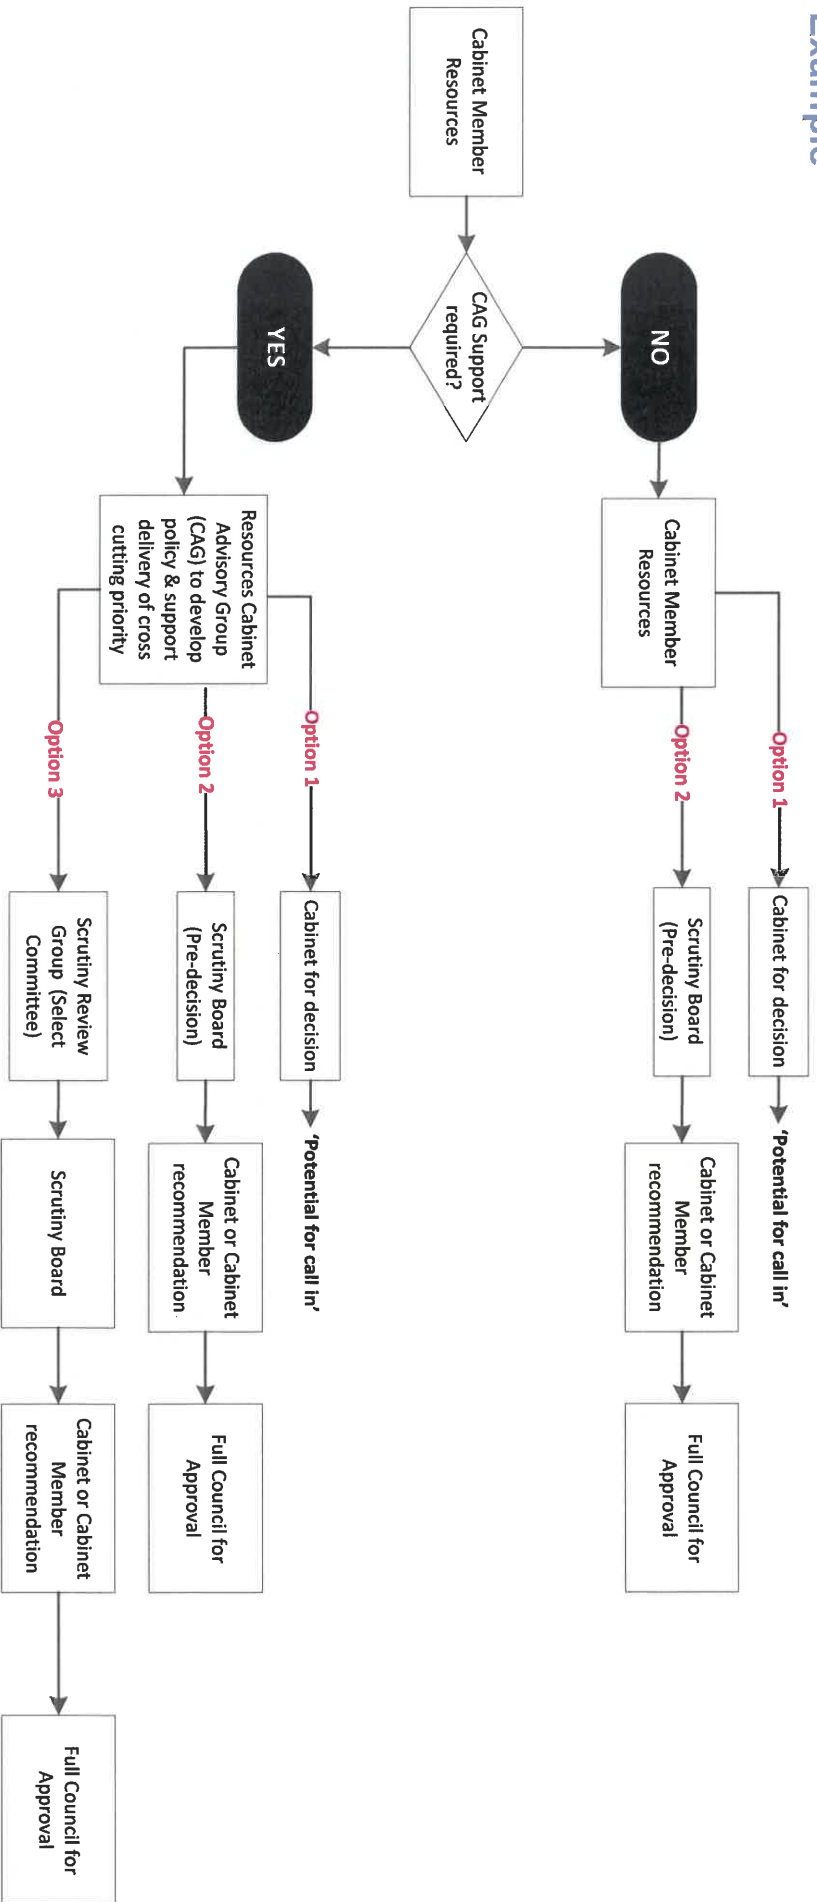 Example
Cabinet Member
Resources
CAG Support
required?
NO
Cabinet Member
Resources
Option 1
Cabinet for decision
'Potential for call in'
Option 2
Scrutiny Board
(Pre-decision)
Cabinet or Cabinet
Member
recommendation
Full Council for
Approval
YES
Resources Cabinet
Advisory Group
(CAG) to develop
policy & support
delivery of cross
cutting priority
Option 1
Cabinet for decision
'Potential for call in'
Option 2
Scrutiny Board
(Pre-decision)
Cabinet or Cabinet
Member
recommendation
Full Council for
Approval
Option 3
Scrutiny Review
Group (Select
Committee)
Scrutiny Board
Cabinet or Cabinet
Member
recommendation
Full Council for
Approval